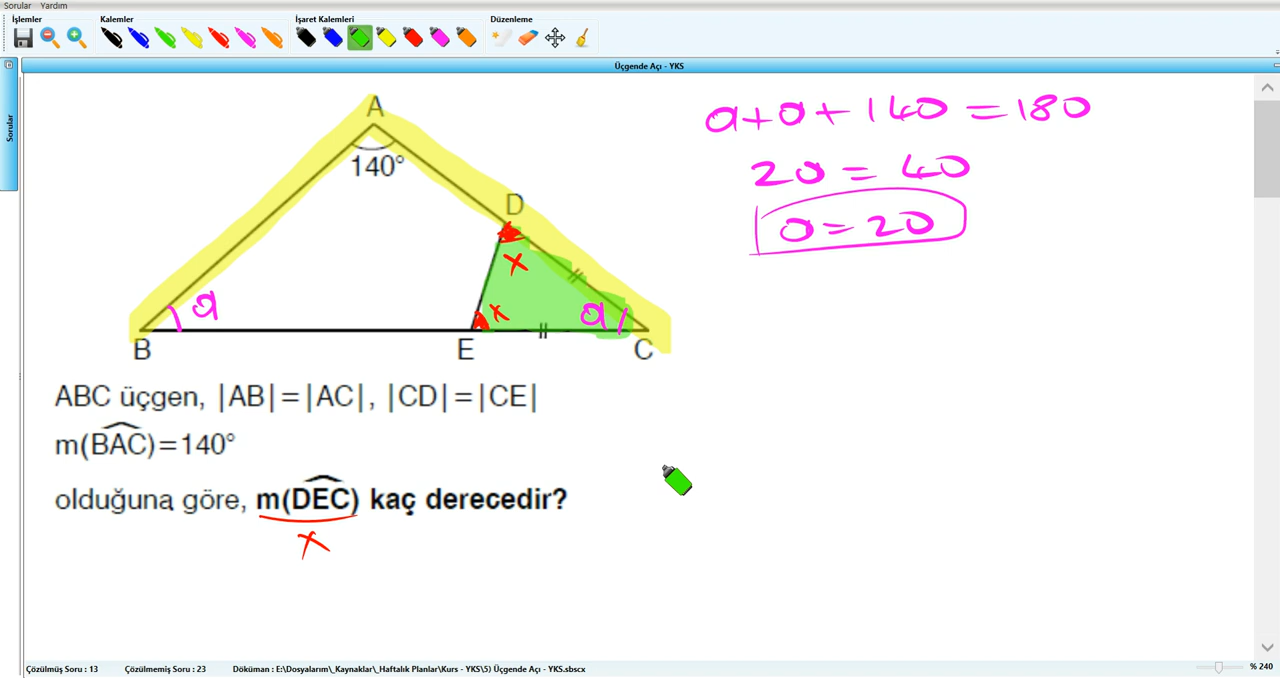 Sorular Yardım
İşlemler Kalemler İşaret Kalemleri Düzenleme
Üçgende Açı - YKS
Sorular
A
140°
D
x
x
a
a
B
E
C
a+a+140=180
2a=40
a=20
ABC üçgen, |AB|=|AC|, |CD|=|CE|
m(BAC)=140°
olduğuna göre, m(DEC) kaç derecedir?
x
Çözülmüş Soru : 13 Çözülmemiş Soru : 23 Döküman : E:\Dosyalarım\_Kaynaklar\_Haftalık Planlar\Kurs - YKS\5) Üçgende Açı - YKS.sbscx % 240